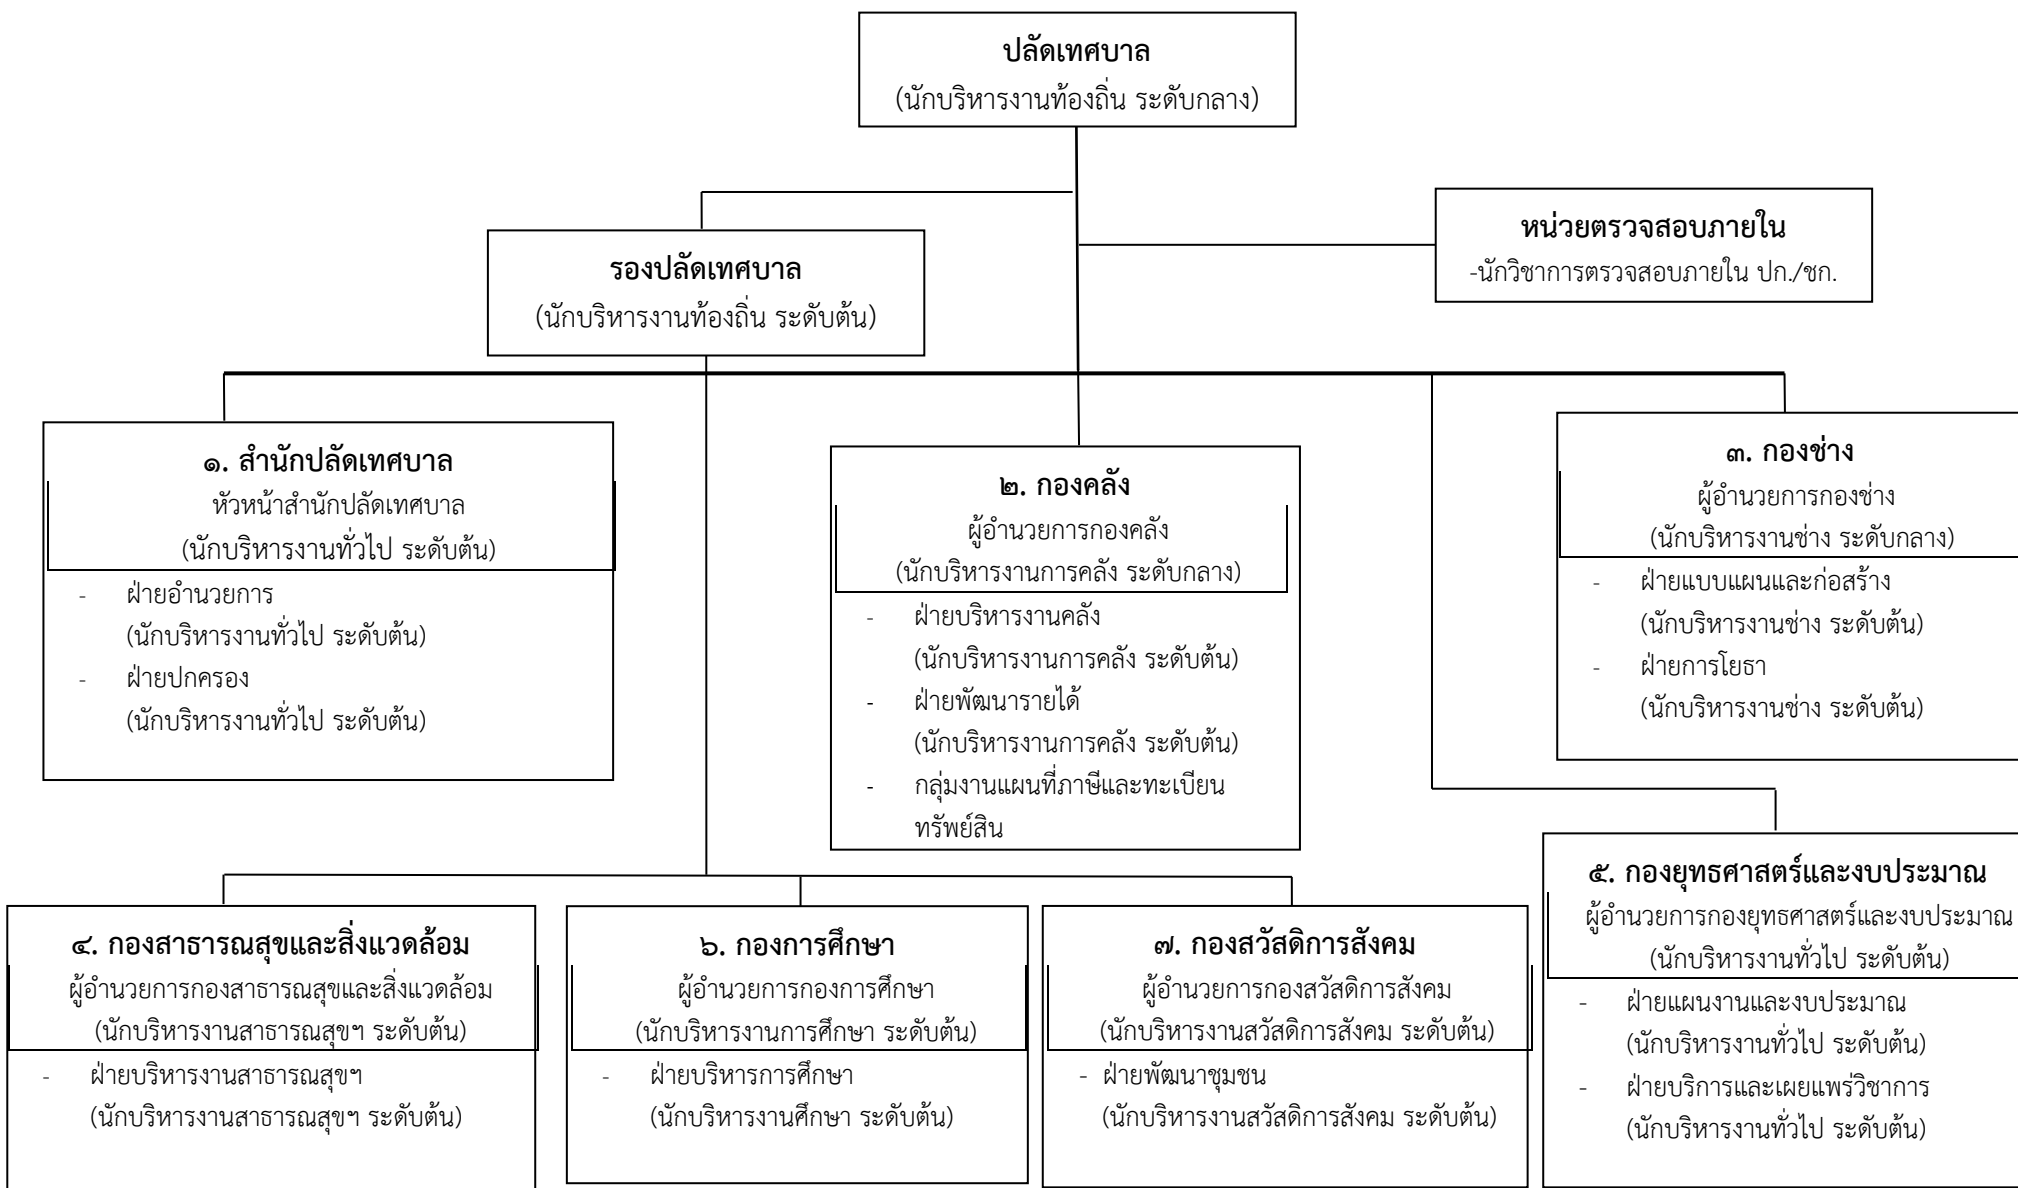 ปลัดเทศบาล
(นักบริหารงานท้องถิ่น ระดับกลาง)
รองปลัดเทศบาล
(นักบริหารงานท้องถิ่น ระดับต้น)
หน่วยตรวจสอบภายใน
-นักวิชาการตรวจสอบภายใน ปก./ชก.
๑. สำนักปลัดเทศบาล
หัวหน้าสำนักปลัดเทศบาล
(นักบริหารงานทั่วไป ระดับต้น)
- ฝ่ายอำนวยการ
(นักบริหารงานทั่วไป ระดับต้น)
- ฝ่ายปกครอง
(นักบริหารงานทั่วไป ระดับต้น)
๒. กองคลัง
ผู้อำนวยการกองคลัง
(นักบริหารงานการคลัง ระดับกลาง)
- ฝ่ายบริหารงานคลัง
(นักบริหารงานการคลัง ระดับต้น)
- ฝ่ายพัฒนารายได้
(นักบริหารงานการคลัง ระดับต้น)
- กลุ่มงานแผนที่ภาษีและทะเบียน
ทรัพย์สิน
๓. กองช่าง
ผู้อำนวยการกองช่าง
(นักบริหารงานช่าง ระดับกลาง)
- ฝ่ายแบบแผนและก่อสร้าง
(นักบริหารงานช่าง ระดับต้น)
- ฝ่ายการโยธา
(นักบริหารงานช่าง ระดับต้น)
๔. กองสาธารณสุขและสิ่งแวดล้อม
ผู้อำนวยการกองสาธารณสุขและสิ่งแวดล้อม
(นักบริหารงานสาธารณสุขฯ ระดับต้น)
- ฝ่ายบริหารงานสาธารณสุขฯ
(นักบริหารงานสาธารณสุขฯ ระดับต้น)
๖. กองการศึกษา
ผู้อำนวยการกองการศึกษา
(นักบริหารงานการศึกษา ระดับต้น)
- ฝ่ายบริหารการศึกษา
(นักบริหารงานศึกษา ระดับต้น)
๗. กองสวัสดิการสังคม
ผู้อำนวยการกองสวัสดิการสังคม
(นักบริหารงานสวัสดิการสังคม ระดับต้น)
- ฝ่ายพัฒนาชุมชน
(นักบริหารงานสวัสดิการสังคม ระดับต้น)
๕. กองยุทธศาสตร์และงบประมาณ
ผู้อำนวยการกองยุทธศาสตร์และงบประมาณ
(นักบริหารงานทั่วไป ระดับต้น)
- ฝ่ายแผนงานและงบประมาณ
(นักบริหารงานทั่วไป ระดับต้น)
- ฝ่ายบริการและเผยแพร่วิชาการ
(นักบริหารงานทั่วไป ระดับต้น)